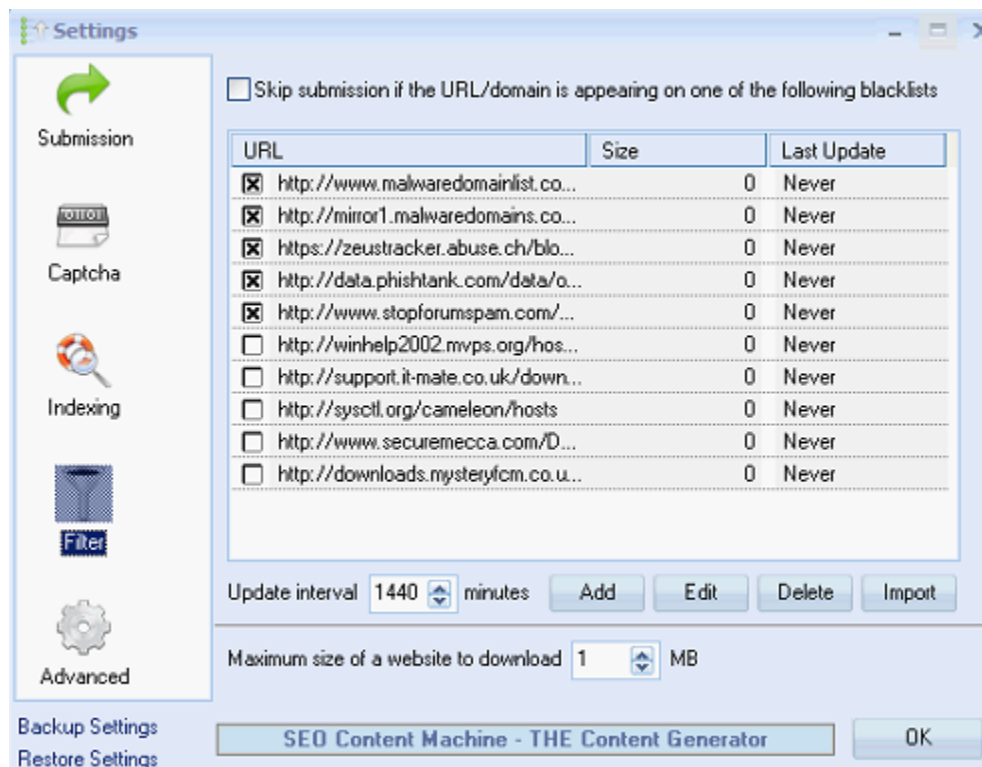 Settings
Submission
Captcha
Indexing
Filter
Advanced
Backup Settings
Restore Settings
Skip submission if the URL/domain is appearing on one of the following blacklists
URL Size Last Update
http://www.malwaredomainlist.co... 0 Never
http://mirror1.malwaredomains.co... 0 Never
https://zeustracker.abuse.ch/blo... 0 Never
http://data.phishtank.com/data/o... 0 Never
http://www.stopforumspam.com/... 0 Never
http://winhelp2002.mvps.org/hos... 0 Never
http://support.it-mate.co.uk/down... 0 Never
http://sysctl.org/cameleon/hosts 0 Never
http://www.securemecca.com/D... 0 Never
http://downloads.mysteryfcm.co.u... 0 Never
Update interval 1440 minutes Add Edit Delete Import
Maximum size of a website to download 1 MB
SEO Content Machine - THE Content Generator OK